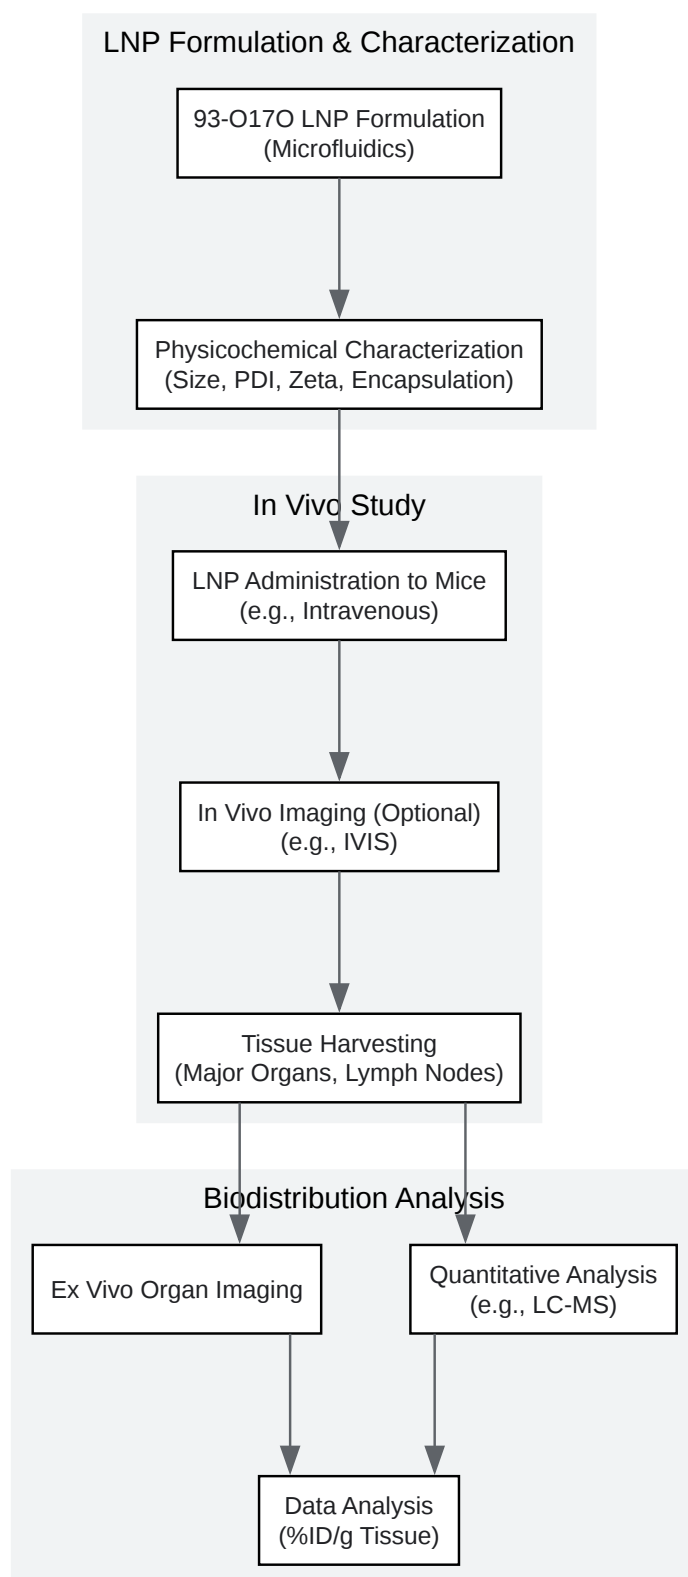 LNP Formulation & Characterization
93-O17O LNP Formulation
(Microfluidics)
Physicochemical Characterization
(Size, PDI, Zeta, Encapsulation)
In Vivo Study
LNP Administration to Mice
(e.g., Intravenous)
In Vivo Imaging (Optional)
(e.g., IVIS)
Tissue Harvesting
(Major Organs, Lymph Nodes)
Biodistribution Analysis
Ex Vivo Organ Imaging
Quantitative Analysis
(e.g., LC-MS)
Data Analysis
(%ID/g Tissue)